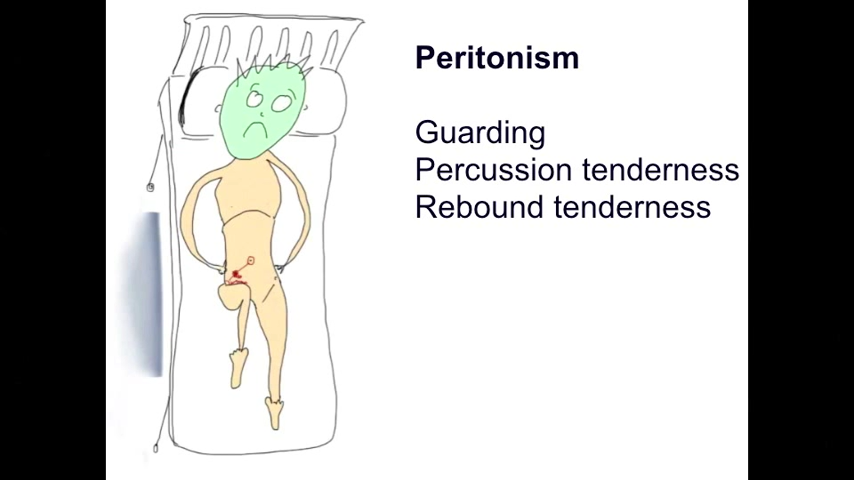 Peritonism
Guarding
Percussion tenderness
Rebound tenderness